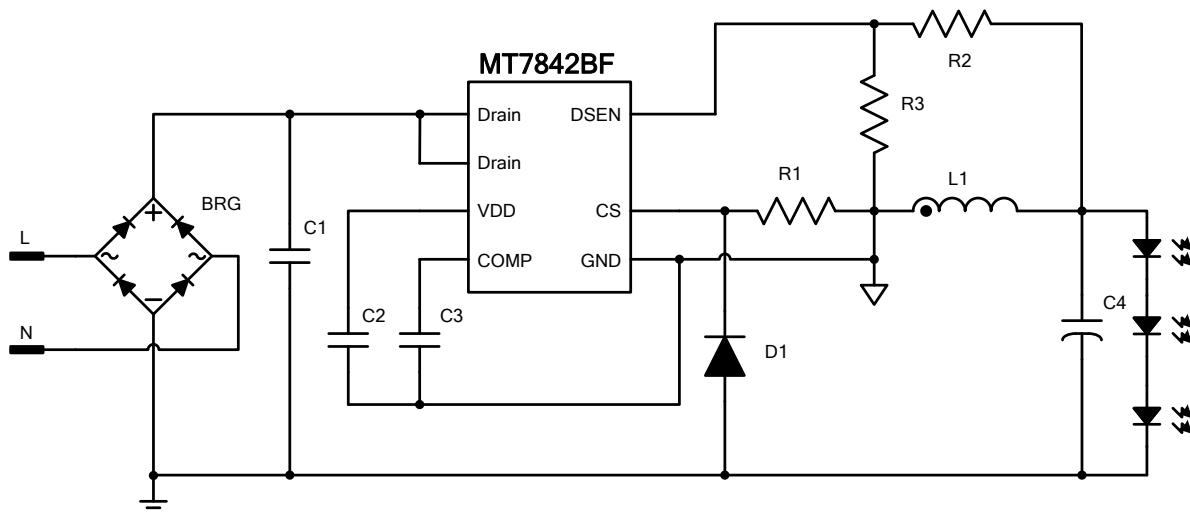 MT7842BF
Drain
Drain
VDD
COMP
DSEN
CS
GND
R2
R3
R1
L1
BRG
L
N
C1
C2
C3
C4
D1